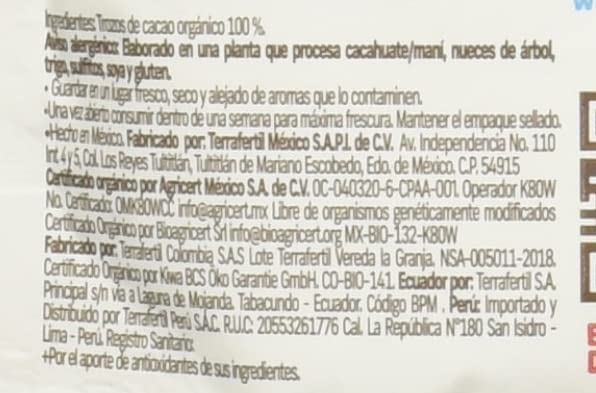 Ingredientes: Trozos de cacao orgánico 100 %.
Aviso alergénico: Elaborado en una planta que procesa cacahuate/maní, nueces de árbol,
trigo, sulfitos, soya y gluten.
• Guardar en un lugar fresco, seco y alejado de aromas que lo contaminen.
•Una vez abierto consumir dentro de una semana para máxima frescura. Mantener el empaque sellado.
•Hecho en México. Fabricado por: Terrafertil México S.A.P.I. de C.V. Av. Independencia No. 110
Int. 4 y 5, Col. Los Reyes Tultitlán, Tultitlán de Mariano Escobedo, Edo. de México. C.P. 54915
Certificado orgánico por Agricert México S.A. de C.V. OC-040320-6-CPAA-001. Operador K80W
No. Certificado: OMK80WCC info@agricert.mx Libre de organismos genéticamente modificados
Certificado Orgánico por Bioagricert Srl info@bioagricert.org MX-BIO-132-K80W
Fabricado por: Terrafertil Colombia, S.A.S. Lote Terrafertil Vereda la Granja. NSA-005011-2018.
Certificado Orgánico por Kiwa BCS Öko Garantie GmbH. CO-BIO-141. Ecuador por: Terrafertil S.A.
Principal s/n vía a Laguna de Mojanda. Tabacundo - Ecuador. Código BPM . Perú: Importado y
Distribuido por Terrafertil Perú S.A.C. R.U.C: 20553261776 Cal. La República N°180 San Isidro -
Lima - Perú. Registro Sanitario:
+Por el aporte de antioxidantes de sus ingredientes.